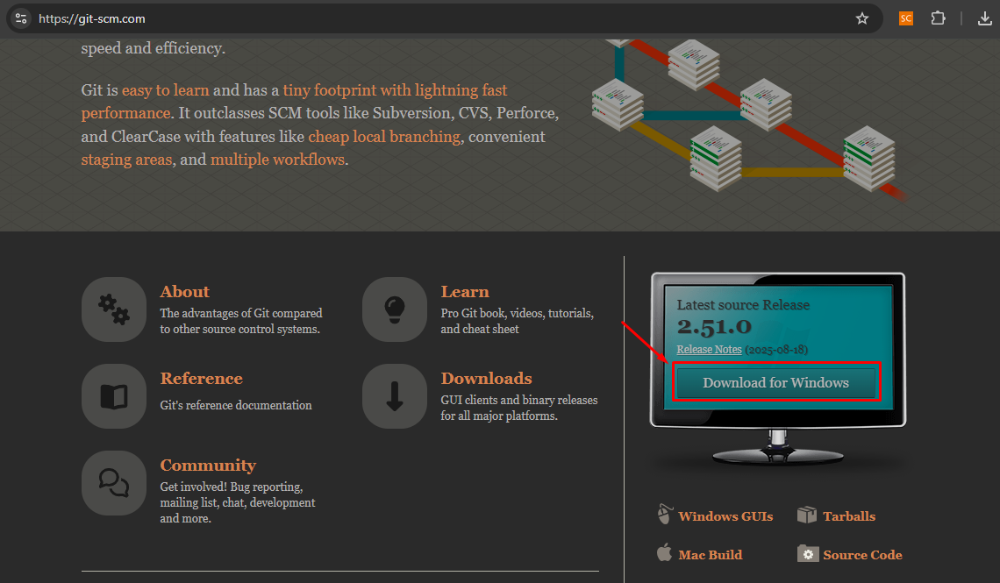 https://git-scm.com
SC
speed and efficiency.
Git is easy to learn and has a tiny footprint with lightning fast
performance. It outclasses SCM tools like Subversion, CVS, Perforce,
and ClearCase with features like cheap local branching, convenient
staging areas, and multiple workflows.
About
The advantages of Git compared
to other source control systems.
Learn
Pro Git book, videos, tutorials,
and cheat sheet
Reference
Git's reference documentation
Downloads
GUI clients and binary releases
for all major platforms.
Community
Get involved! Bug reporting,
mailing list, chat, development
and more.
Latest source Release
2.51.0
Release Notes (2025-08-18)
Download for Windows
Windows GUIs
Tarballs
Mac Build
Source Code